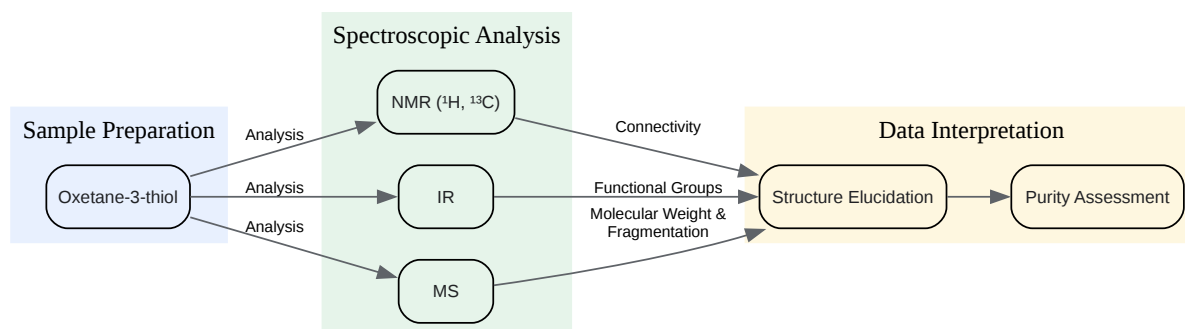 Spectroscopic Analysis
Sample Preparation
Data Interpretation
NMR (¹H, ¹³C)
Analysis
Connectivity
Oxetane-3-thiol
Analysis
IR
Functional Groups
Structure Elucidation
Purity Assessment
Analysis
Molecular Weight &
Fragmentation
MS